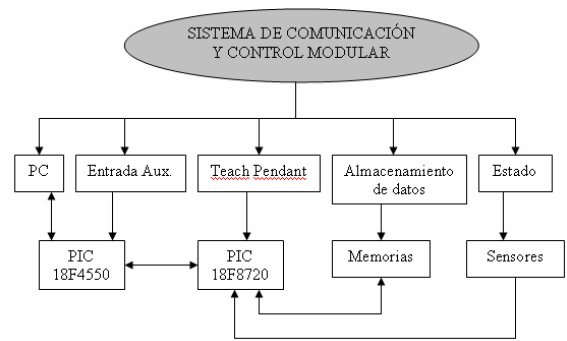 SISTEMA DE COMUNICACIÓN
Y CONTROL MODULAR
PC
Entrada Aux.
Teach Pendant
Almacenamiento
de datos
Estado
PIC
18F4550
PIC
18F8720
Memorias
Sensores